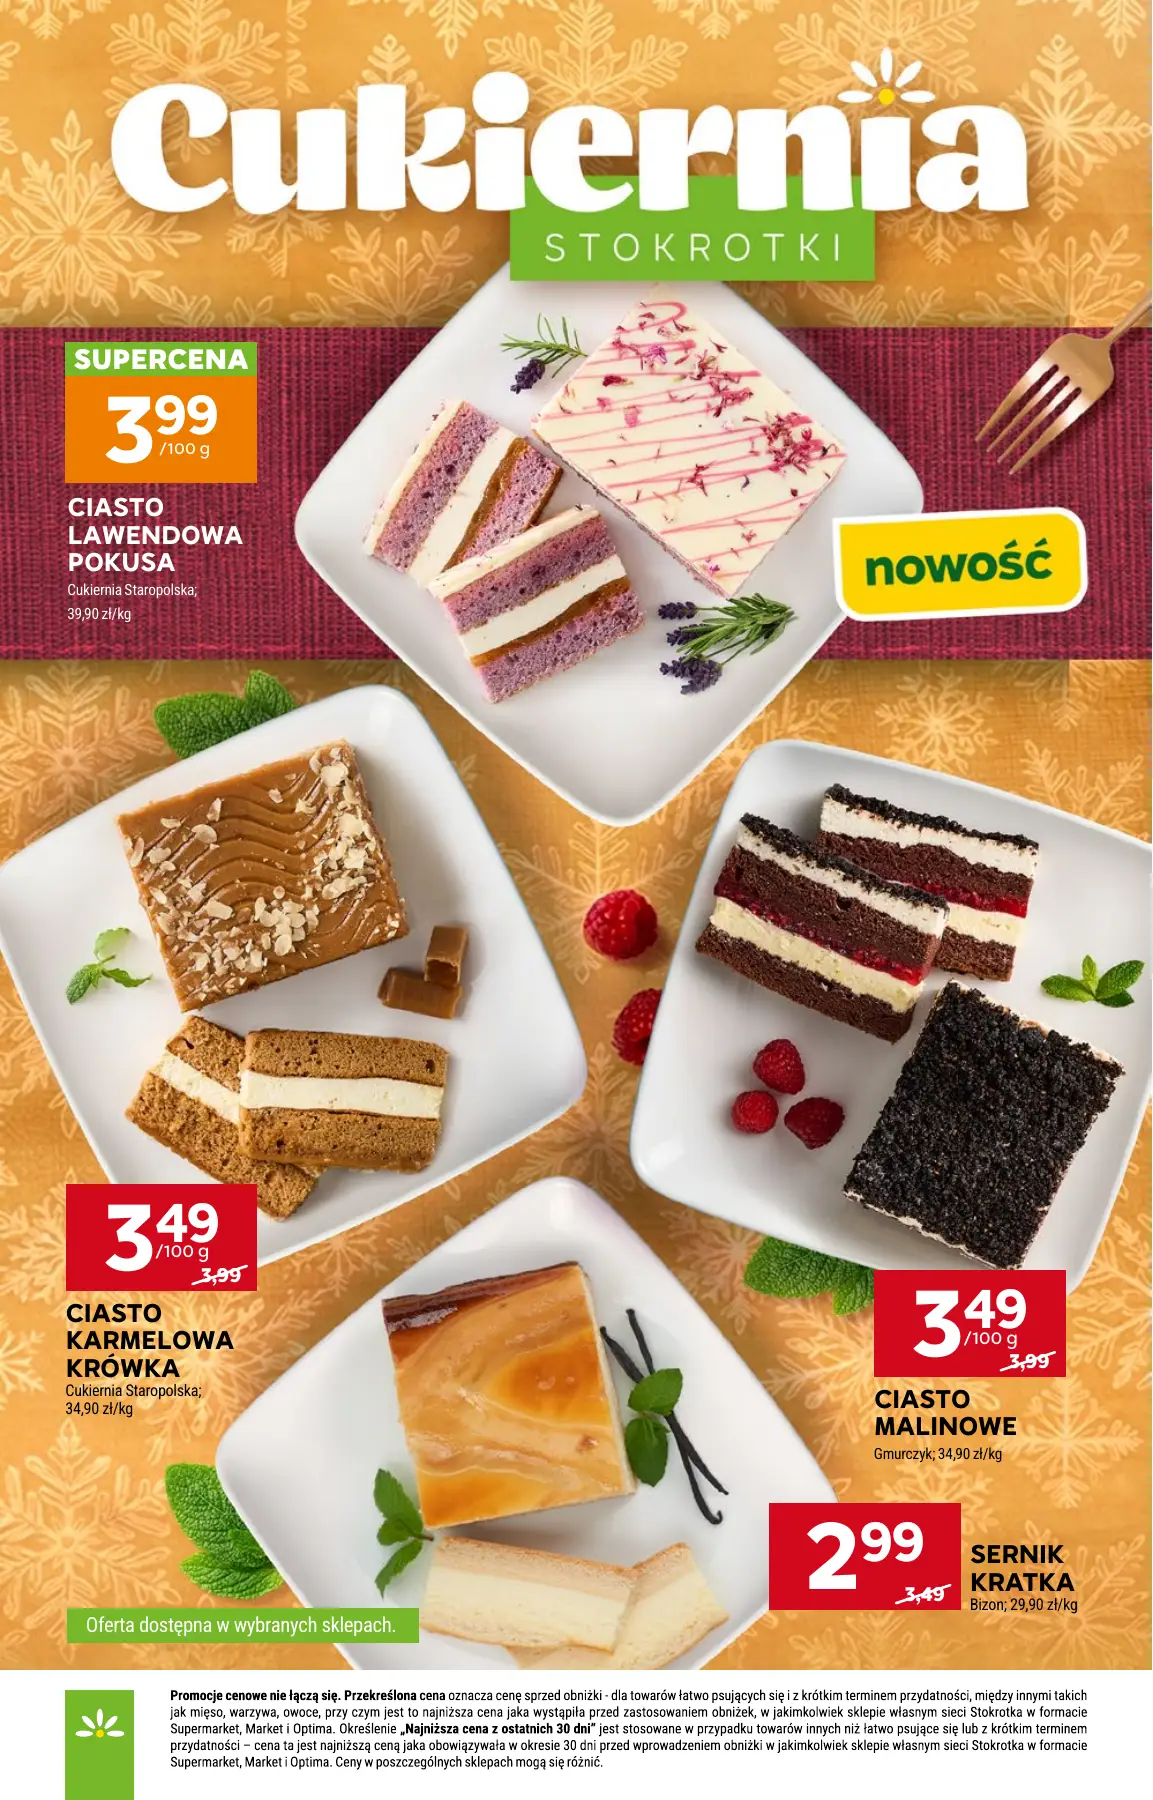 Cukiernia
STOKROTKI
SUPERCENA
3 99
/100 g
CIASTO
LAWENDOWA
POKUSA
Cukiernia Staropolska;
39,90 zł/kg
nowość
3 49
/100 g
3,99
CIASTO
KARMELOWA
KRÓWKA
Cukiernia Staropolska;
34,90 zł/kg
3 49
/100 g
3,99
CIASTO
MALINOWE
Gmurczyk; 34,90 zł/kg
2 99
3,49
SERNIK
KRATKA
Bizon; 29,90 zł/kg
Oferta dostępna w wybranych sklepach.
Promocje cenowe nie łączą się. Przekreślona cena oznacza cenę sprzed obniżki - dla towarów łatwo psujących się i z krótkim terminem przydatności, między innymi takich
jak mięso, warzywa, owoce, przy czym jest to najniższa cena jaka wystąpiła przed zastosowaniem obniżek, w jakimkolwiek sklepie własnym sieci Stokrotka w formacie
Supermarket, Market i Optima. Określenie „Najniższa cena z ostatnich 30 dni” jest stosowane w przypadku towarów innych niż łatwo psujące się lub z krótkim terminem
przydatności – cena ta jest najniższą ceną jaka obowiązywała w okresie 30 dni przed wprowadzeniem obniżki w jakimkolwiek sklepie własnym sieci Stokrotka w formacie
Supermarket, Market i Optima. Ceny w poszczególnych sklepach mogą się różnić.